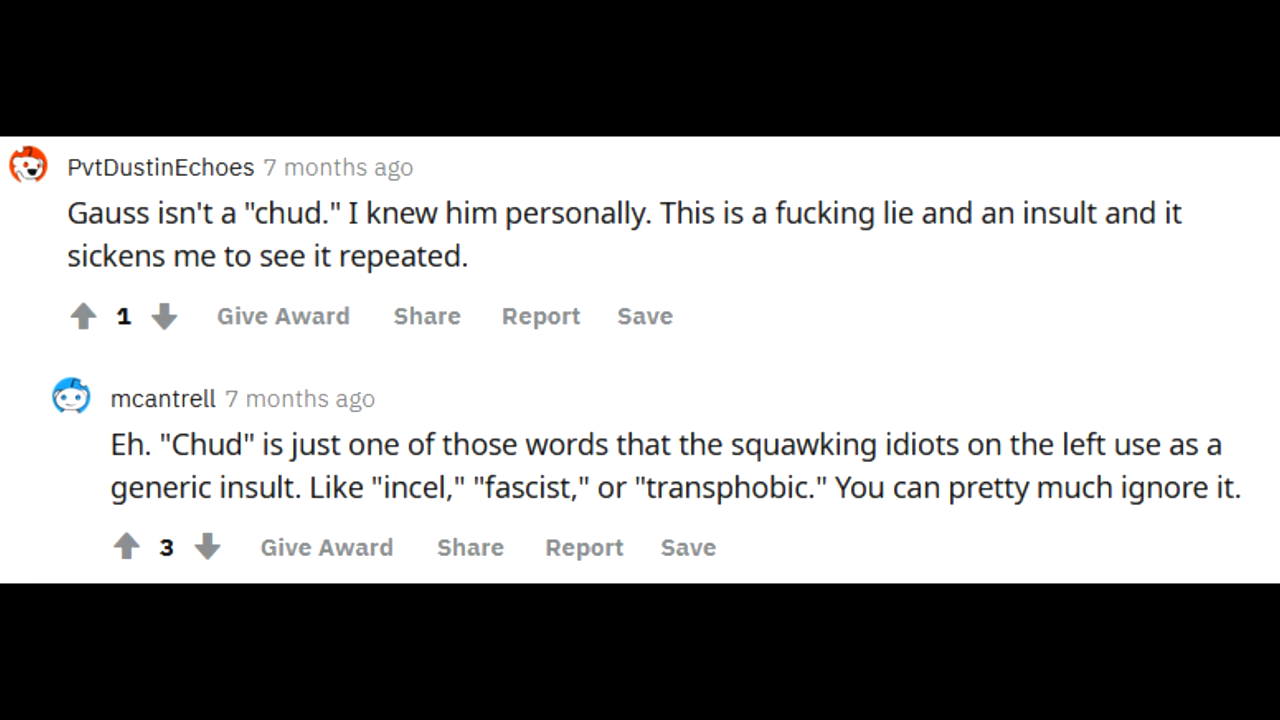 PvtDustinEchoes 7 months ago
Gauss isn't a "chud." I knew him personally. This is a fucking lie and an insult and it
sickens me to see it repeated.
1 Give Award Share Report Save
mcantrell 7 months ago
Eh. "Chud" is just one of those words that the squawking idiots on the left use as a
generic insult. Like "incel," "fascist," or "transphobic." You can pretty much ignore it.
3 Give Award Share Report Save